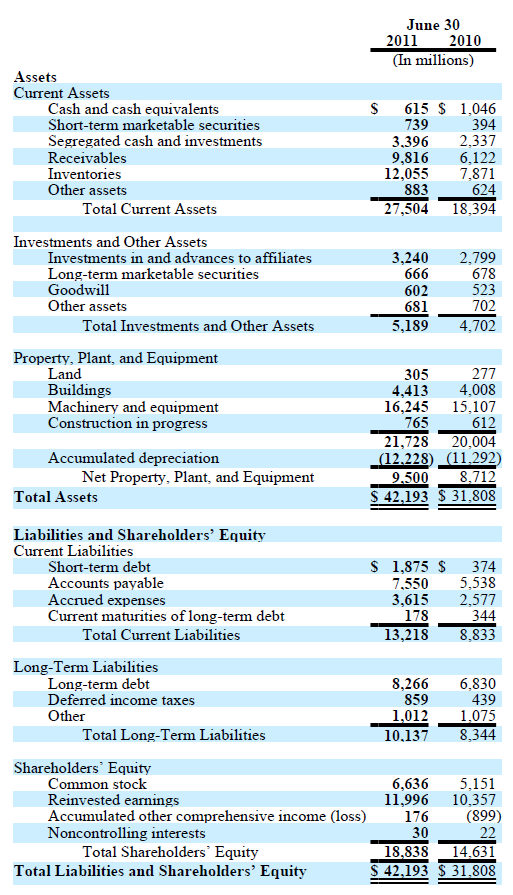 June 30
2011 2010
(In millions)
Assets
Current Assets
Cash and cash equivalents $ 615 $ 1,046
Short-term marketable securities 739 394
Segregated cash and investments 3,396 2,337
Receivables 9,816 6,122
Inventories 12,055 7,871
Other assets 883 624
Total Current Assets 27,504 18,394
Investments and Other Assets
Investments in and advances to affiliates 3,240 2,799
Long-term marketable securities 666 678
Goodwill 602 523
Other assets 681 702
Total Investments and Other Assets 5,189 4,702
Property, Plant, and Equipment
Land 305 277
Buildings 4,413 4,008
Machinery and equipment 16,245 15,107
Construction in progress 765 612
21,728 20,004
Accumulated depreciation (12,228) (11,292)
Net Property, Plant, and Equipment 9,500 8,712
Total Assets $ 42,193 $ 31,808
Liabilities and Shareholders’ Equity
Current Liabilities
Short-term debt $ 1,875 $ 374
Accounts payable 7,550 5,538
Accrued expenses 3,615 2,577
Current maturities of long-term debt 178 344
Total Current Liabilities 13,218 8,833
Long-Term Liabilities
Long-term debt 8,266 6,830
Deferred income taxes 859 439
Other 1,012 1,075
Total Long-Term Liabilities 10,137 8,344
Shareholders’ Equity
Common stock 6,636 5,151
Reinvested earnings 11,996 10,357
Accumulated other comprehensive income (loss) 176 (899)
Noncontrolling interests 30 22
Total Shareholders’ Equity 18,838 14,631
Total Liabilities and Shareholders’ Equity $ 42,193 $ 31,808